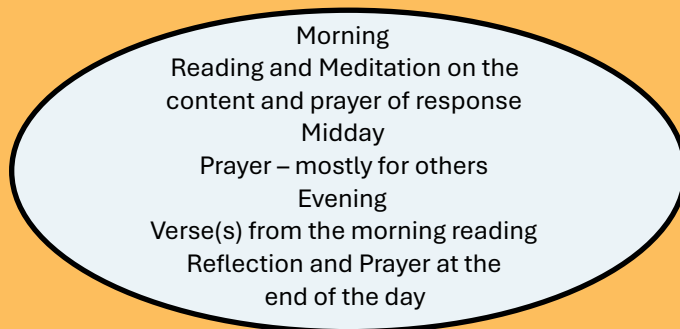 Morning
Reading and Meditation on the
content and prayer of response
Midday
Prayer – mostly for others
Evening
Verse(s) from the morning reading
Reflection and Prayer at the
end of the day